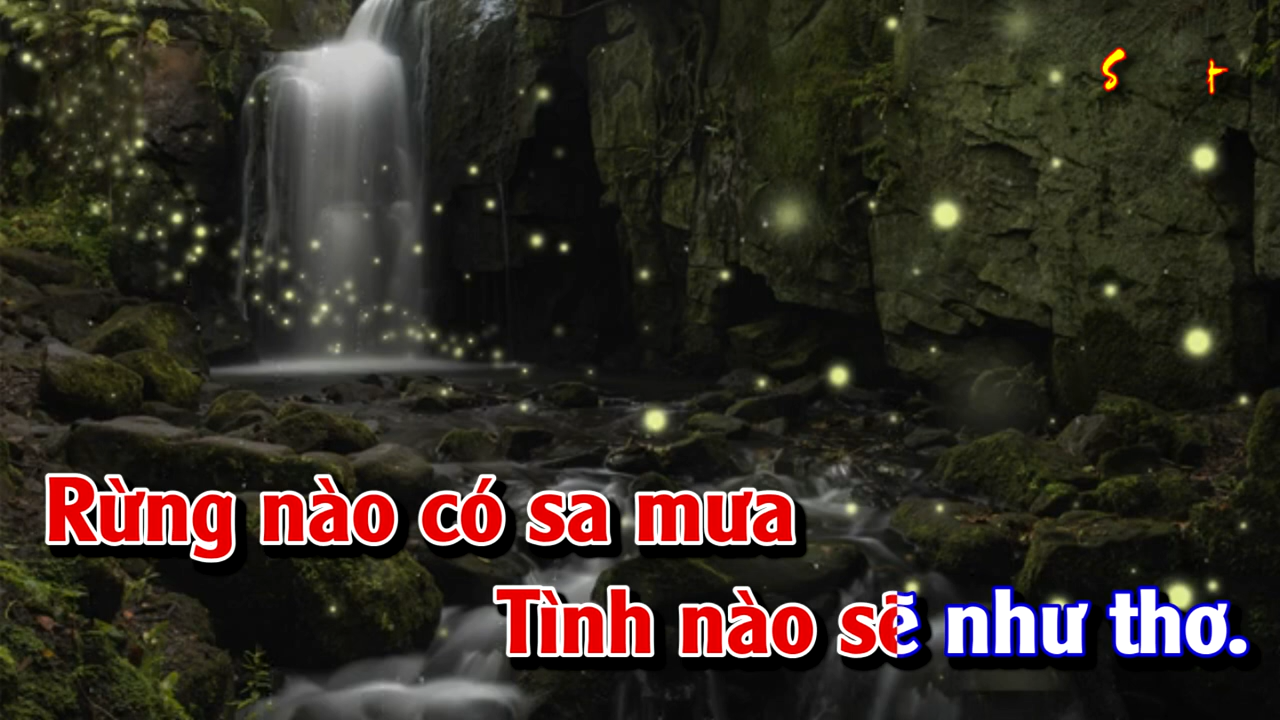 S t
Rừng nào có sa mưa
Tình nào sẽ như thơ.